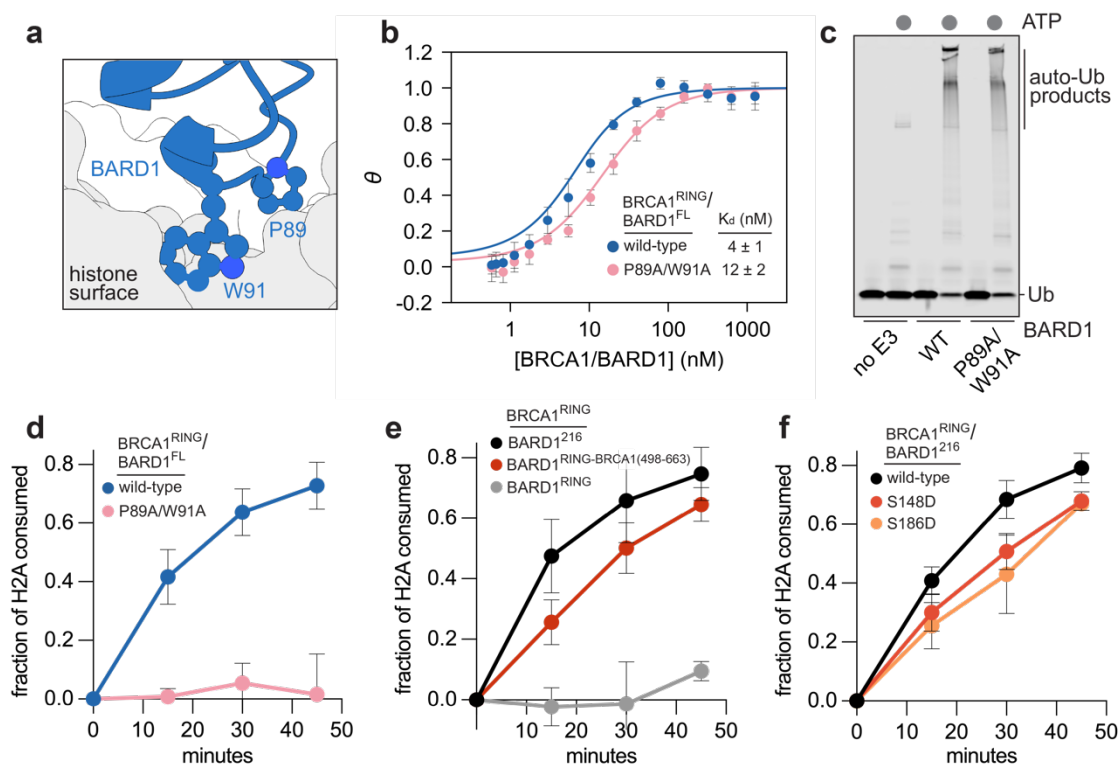 a
BARD1
P89
W91
histone
surface
b
θ
1.2
1.0
0.8
0.6
0.4
0.2
0.0
-0.2
BRCA1RING/
BARD1FL
Kd (nM)
wild-type 4 ± 1
P89A/W91A 12 ± 2
1 10 100 1000
[BRCA1/BARD1] (nM)
c
ATP
auto-Ub
products
Ub
BARD1
no E3
WT
P89A/
W91A
d
BRCA1RING/
BARD1FL
wild-type
P89A/W91A
fraction of H2A consumed
0.8
0.6
0.4
0.2
0.0
0 10 20 30 40 50
minutes
e
BRCA1RING
BARD1216
BARD1RING-BRCA1(498-663)
BARD1RING
fraction of H2A consumed
0.8
0.6
0.4
0.2
0.0
0 10 20 30 40 50
minutes
f
BRCA1RING/
BARD1216
wild-type
S148D
S186D
fraction of H2A consumed
0.8
0.6
0.4
0.2
0.0
0 10 20 30 40 50
minutes